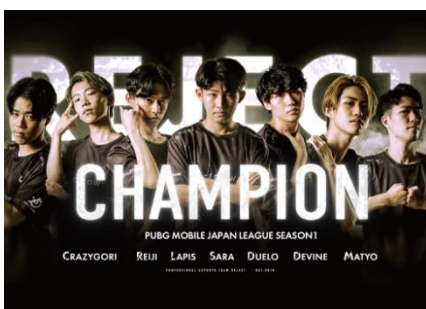 REJECT
CHAMPION
PUBG MOBILE JAPAN LEAGUE SEASON1
CRAZYGORI REIJI LAPIS SARA DUELO DEVINE MATYO
PROFESSIONAL ESPORTS TEAM REJECT EST.2018